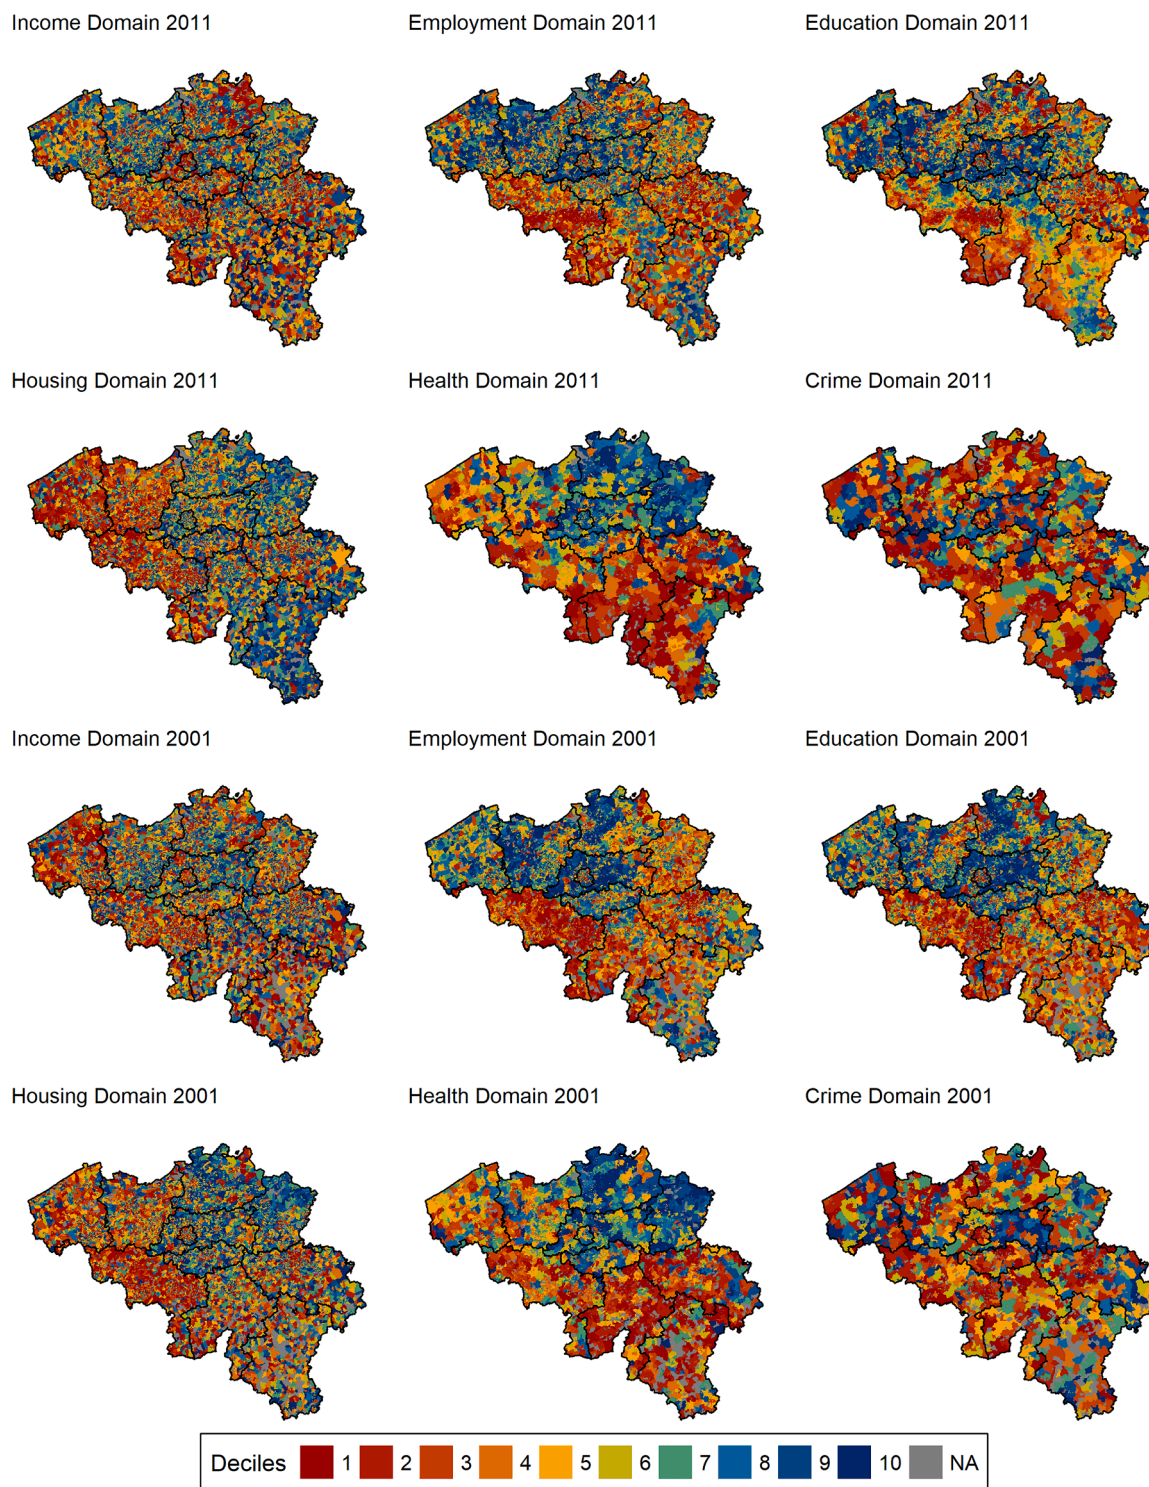 Income Domain 2011
Employment Domain 2011
Education Domain 2011
Housing Domain 2011
Health Domain 2011
Crime Domain 2011
Income Domain 2001
Employment Domain 2001
Education Domain 2001
Housing Domain 2001
Health Domain 2001
Crime Domain 2001
Deciles 1 2 3 4 5 6 7 8 9 10 NA